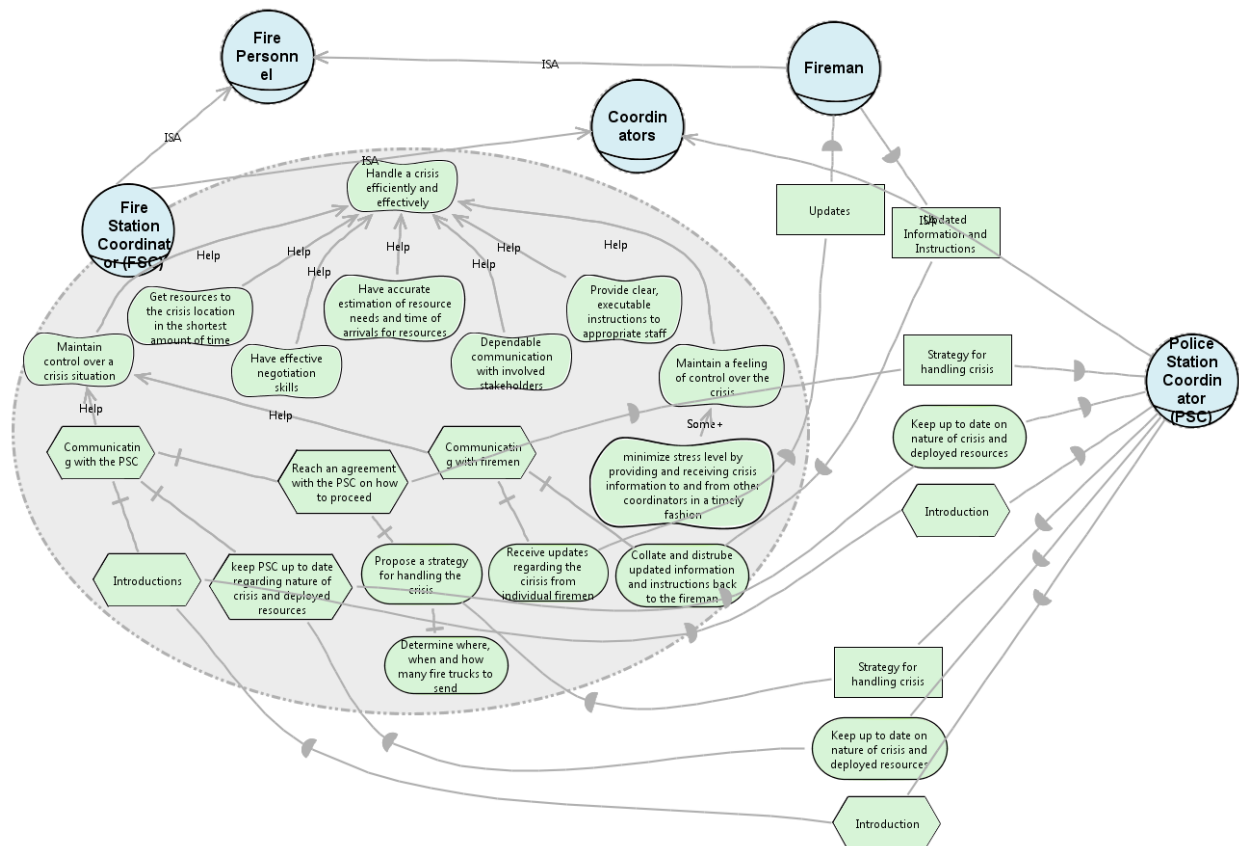 Fire
Personn
el
Fireman
ISA
Coordin
ators
ISA
ISA
Handle a crisis
efficiently and
effectively
Fire
Station
Coordinat
or (FSC)
Updates
ISA
Updated
Information and
Instructions
Help
Help
Help
Help
Help
Help
Help
Get resources to
the crisis location
in the shortest
amount of time
Have accurate
estimation of resource
needs and time of
arrivals for resources
Provide clear,
executable
instructions to
appropriate staff
Maintain
control over a
crisis situation
Have effective
negotiation
skills
Dependable
communication
with involved
stakeholders
Maintain a feeling
of control over the
crisis
Strategy for
handling crisis
Police
Station
Coordin
ator
(PSC)
Help
Help
Some+
Communicatin
g with the PSC
Communicatin
g with firemen
Keep up to date on
nature of crisis and
deployed resources
Reach an agreement
with the PSC on how
to proceed
minimize stress level by
providing and receiving crisis
information to and from other
coordinators in a timely
fashion
Introduction
Introductions
keep PSC up to date
regarding nature of
crisis and deployed
resources
Propose a strategy
for handling the
crisis
Receive updates
regarding the
cirisis from
individual firemen
Collate and distrube
updated information
and instructions back
to the fireman
Determine where,
when and how
many fire trucks to
send
Strategy for
handling crisis
Keep up to date on
nature of crisis and
deployed resources
Introduction